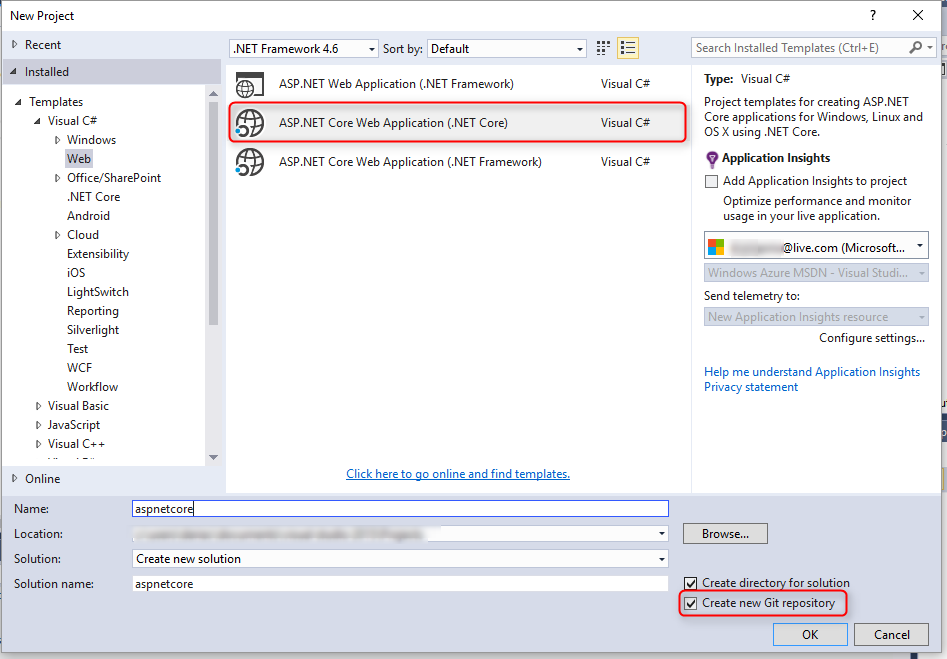 New Project
?
Recent
Installed
.NET Framework 4.6
Sort by:
Default
Search Installed Templates (Ctrl+E)
Templates
Visual C#
Windows
Web
Office/SharePoint
.NET Core
Android
Cloud
Extensibility
iOS
LightSwitch
Reporting
Silverlight
Test
WCF
Workflow
Visual Basic
JavaScript
Visual C++
Online
ASP.NET Web Application (.NET Framework) Visual C#
ASP.NET Core Web Application (.NET Core) Visual C#
ASP.NET Core Web Application (.NET Framework) Visual C#
Click here to go online and find templates.
Type: Visual C#
Project templates for creating ASP.NET
Core applications for Windows, Linux and
OS X using .NET Core.
Application Insights
Add Application Insights to project
Optimize performance and monitor
usage in your live application.
@live.com (Microsoft...
Windows Azure MSDN - Visual Studi...
Send telemetry to:
New Application Insights resource
Configure settings...
Help me understand Application Insights
Privacy statement
Name: aspnetcore
Location:
Browse...
Solution: Create new solution
Solution name: aspnetcore
Create directory for solution
Create new Git repository
OK
Cancel